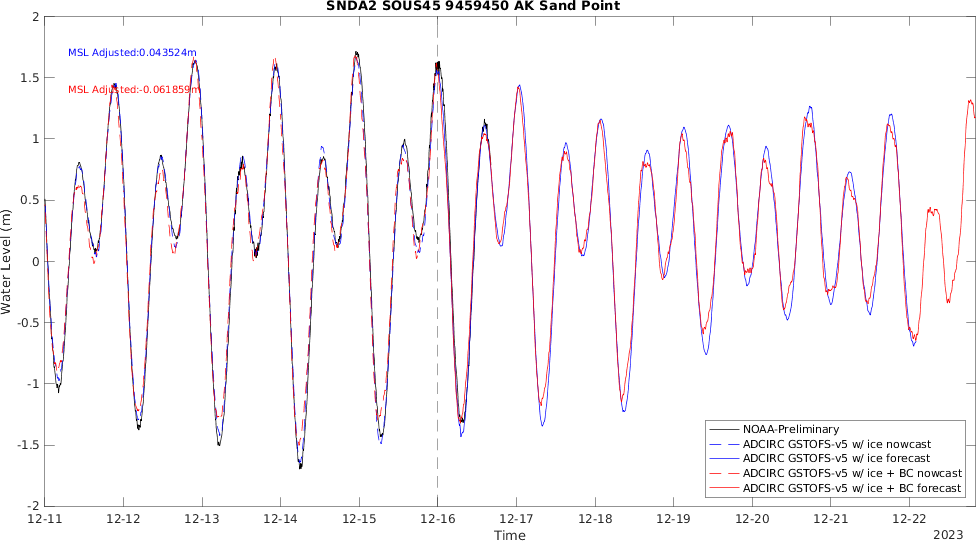 SNDA2 SOUS45 9459450 AK Sand Point
2
1.5
1
0.5
0
-0.5
-1
-1.5
-2
Water Level (m)
MSL Adjusted:0.043524m
MSL Adjusted:-0.061859m
NOAA-Preliminary
ADCIRC GSTOFS-v5 w/ ice nowcast
ADCIRC GSTOFS-v5 w/ ice forecast
ADCIRC GSTOFS-v5 w/ ice + BC nowcast
ADCIRC GSTOFS-v5 w/ ice + BC forecast
12-11 12-12 12-13 12-14 12-15 12-16 12-17 12-18 12-19 12-20 12-21 12-22
Time
2023